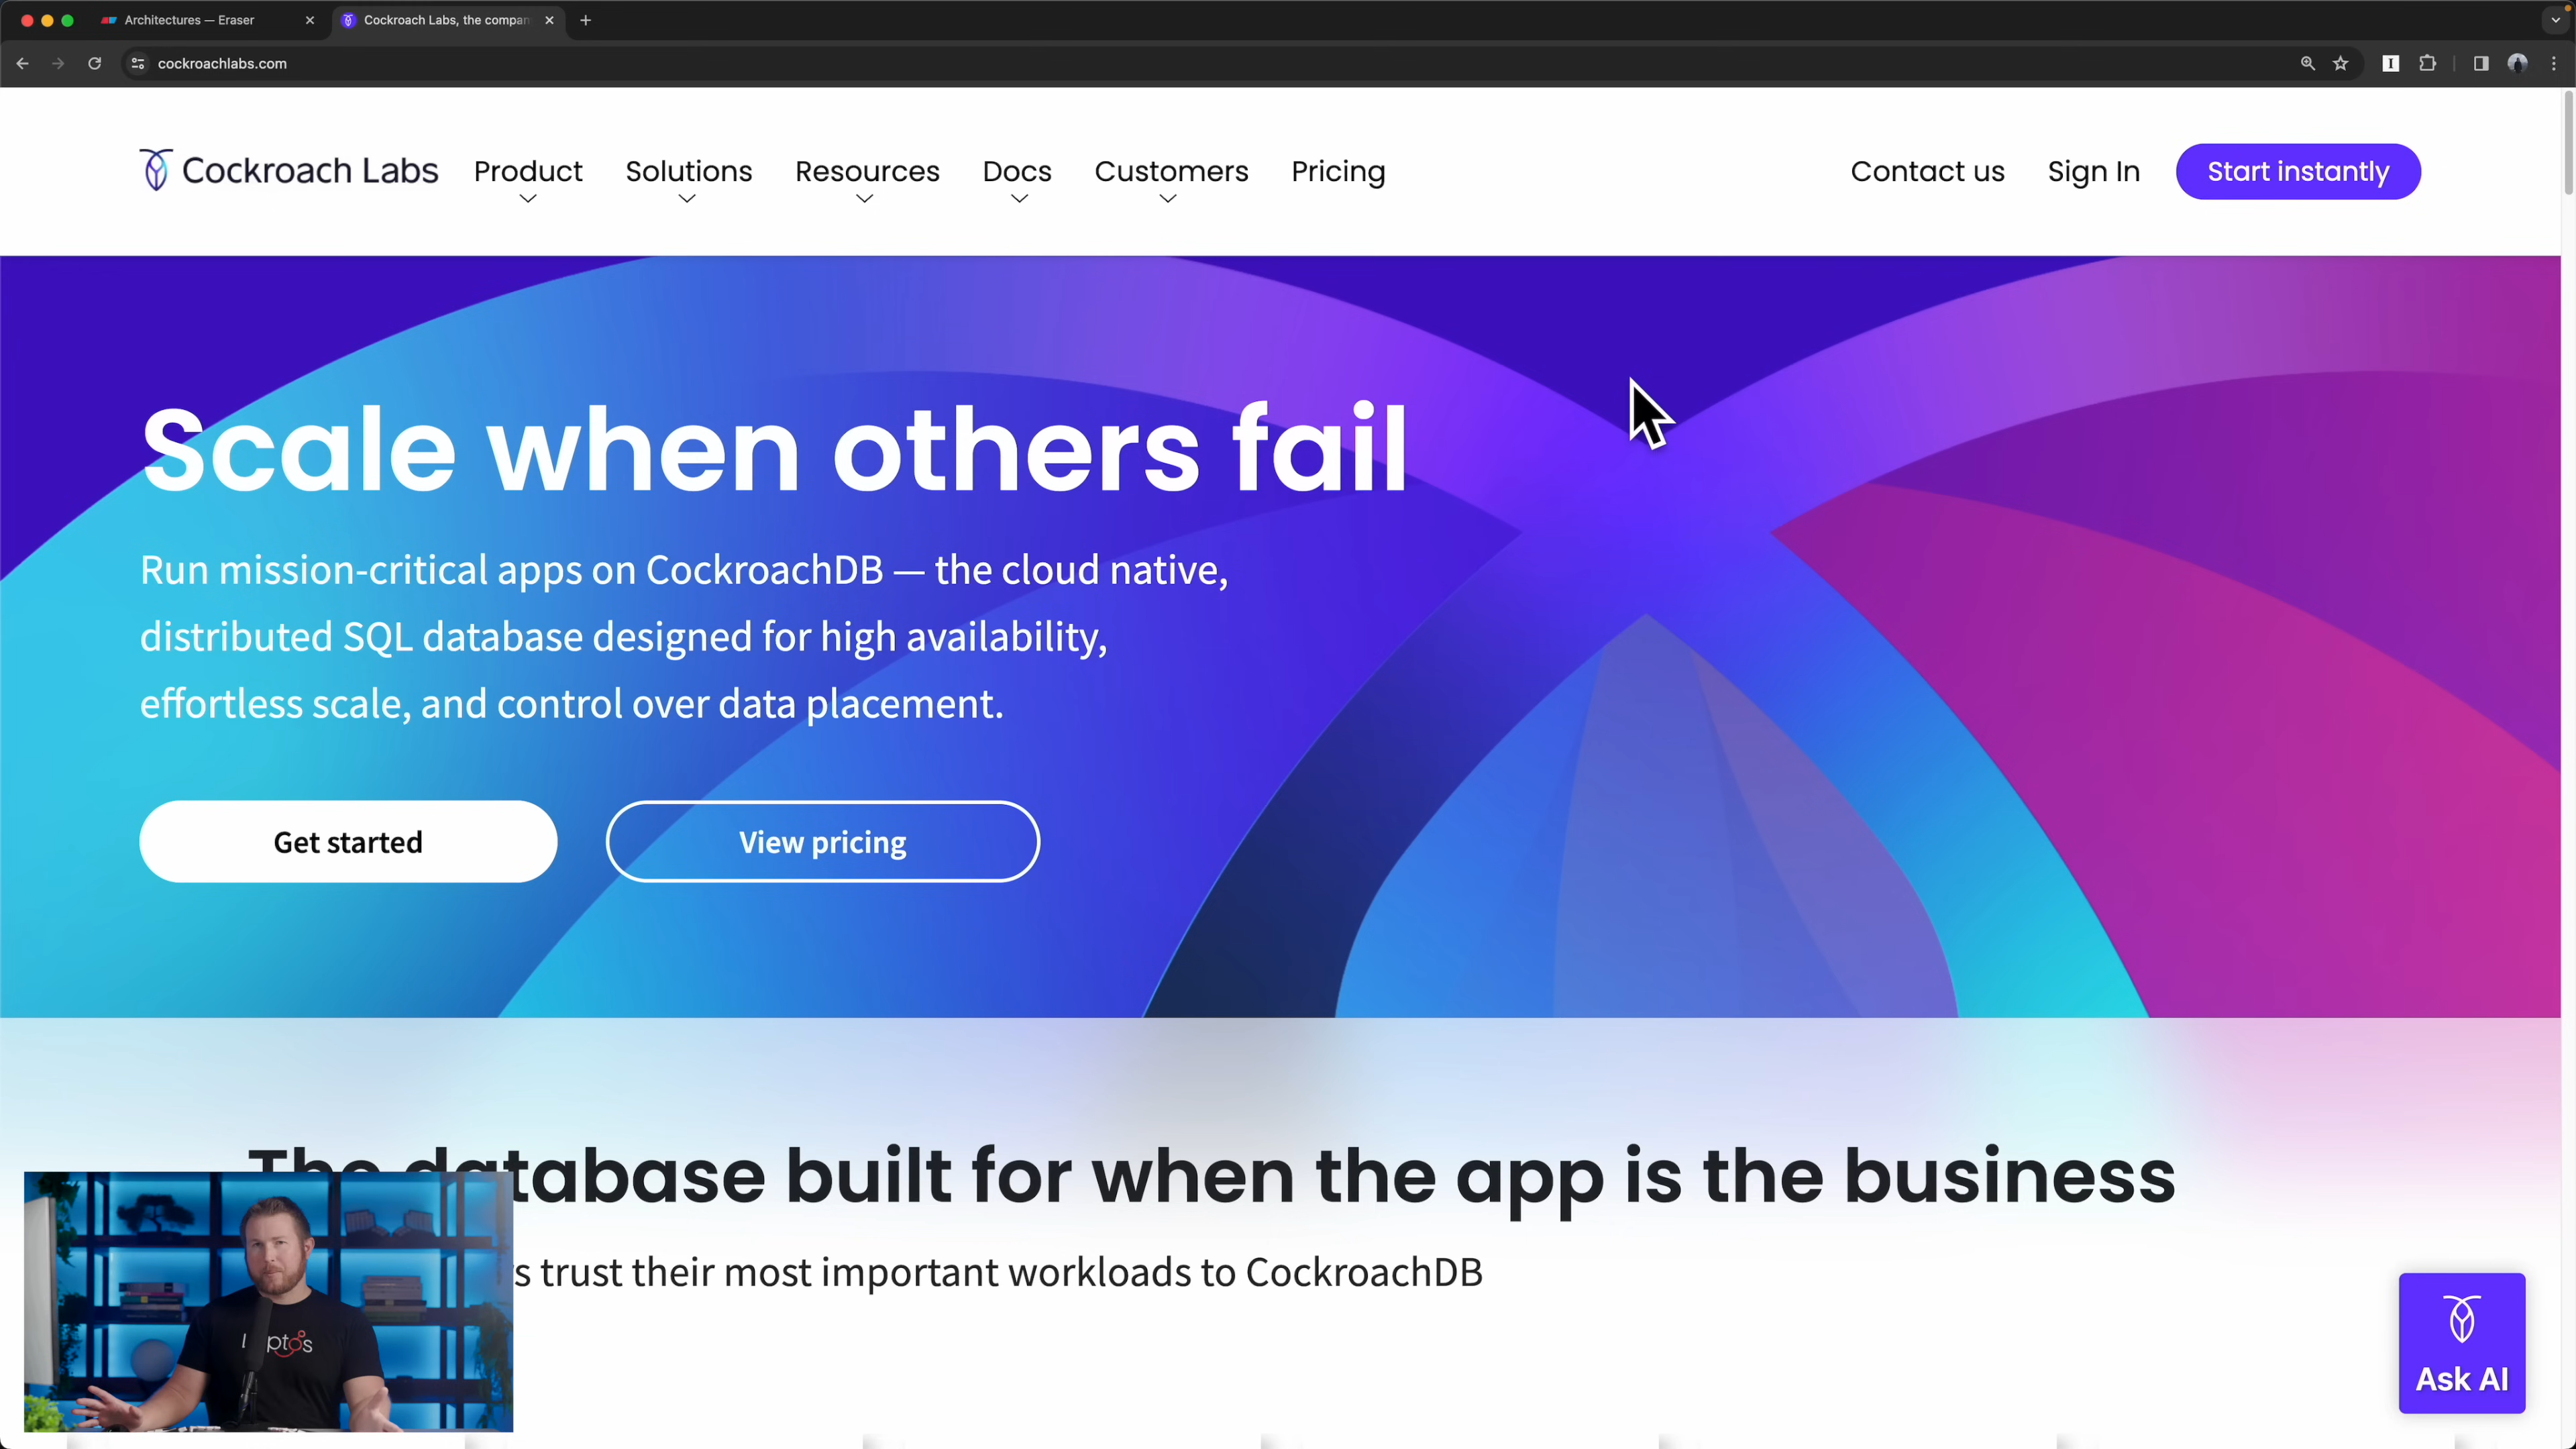 Architectures — Eraser
Cockroach Labs, the compan
cockroachlabs.com
Cockroach Labs
Product
Solutions
Resources
Docs
Customers
Pricing
Contact us
Sign In
Start instantly
Scale when others fail
Run mission-critical apps on CockroachDB — the cloud native,
distributed SQL database designed for high availability,
effortless scale, and control over data placement.
Get started
View pricing
The database built for when the app is the business
s trust their most important workloads to CockroachDB
Ask AI